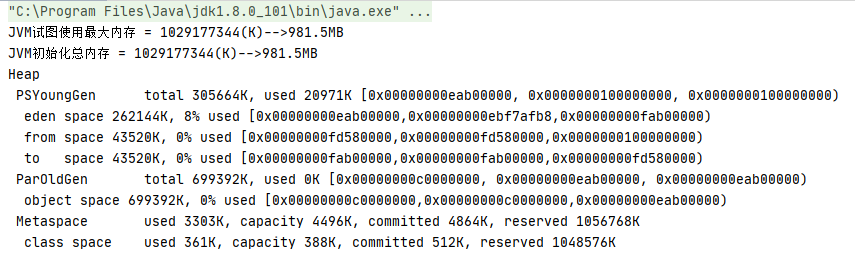 "C:\Program Files\Java\jdk1.8.0_101\bin\java.exe" ...
JVM试图使用最大内存 = 1029177344(K)-->981.5MB
JVM初始化总内存 = 1029177344(K)-->981.5MB
Heap
 PSYoungGen      total 305664K, used 20971K [0x00000000eab00000, 0x0000000100000000, 0x0000000100000000)
  eden space 262144K, 8% used [0x00000000eab00000,0x00000000ebf7afb8,0x00000000fab00000)
  from space 43520K, 0% used [0x00000000fd580000,0x00000000fd580000,0x0000000100000000)
  to   space 43520K, 0% used [0x00000000fab00000,0x00000000fab00000,0x00000000fd580000)
 ParOldGen       total 699392K, used 0K [0x00000000c0000000, 0x00000000eab00000, 0x00000000eab00000)
  object space 699392K, 0% used [0x00000000c0000000,0x00000000c0000000,0x00000000eab00000)
 Metaspace       used 3303K, capacity 4496K, committed 4864K, reserved 1056768K
  class space    used 361K, capacity 388K, committed 512K, reserved 1048576K